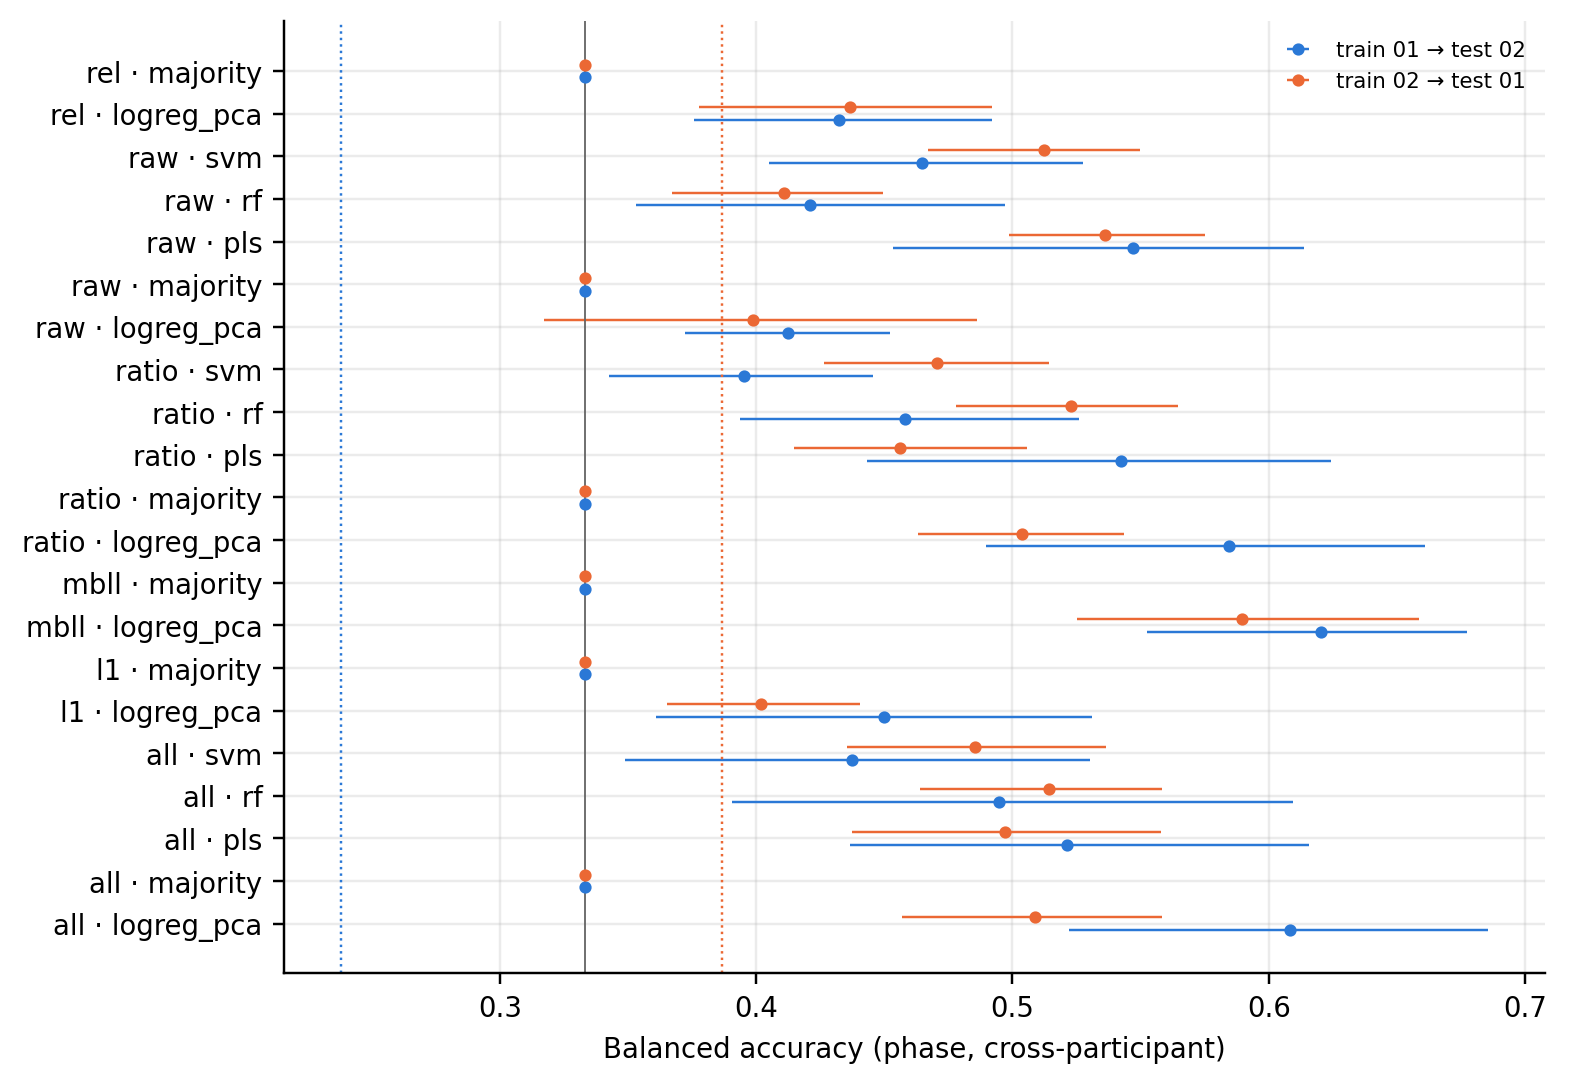 train 01 → test 02
train 02 → test 01
rel · majority
rel · logreg_pca
raw · svm
raw · rf
raw · pls
raw · majority
raw · logreg_pca
ratio · svm
ratio · rf
ratio · pls
ratio · majority
ratio · logreg_pca
mbll · majority
mbll · logreg_pca
l1 · majority
l1 · logreg_pca
all · svm
all · rf
all · pls
all · majority
all · logreg_pca
0.3 0.4 0.5 0.6 0.7
Balanced accuracy (phase, cross-participant)